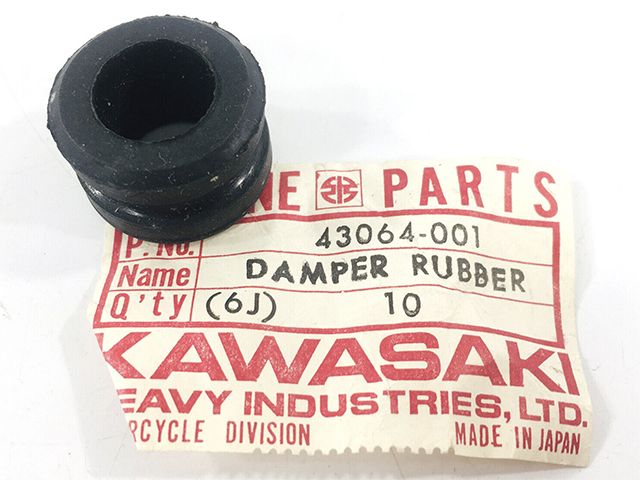 NE PARTS
P. No. 43064-001
Name DAMPER RUBBER
Q'ty (6J) 10
KAWASAKI
EAVY INDUSTRIES, LTD.
RCYCLE DIVISION MADE IN JAPAN